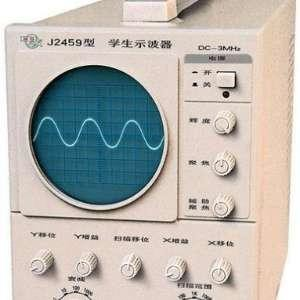 J2459型 学生示波器
DC-3MHz
电源
开
关
辉度
聚焦
辅助
聚焦
Y移位 Y增益 扫描移位 X增益 X移位
衰减
扫描范围